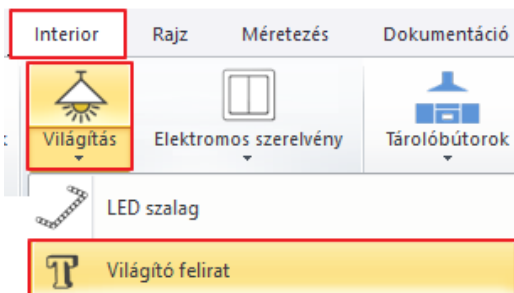 Interior Rajz Méretezés Dokumentáció
Világítás Elektromos szerelvény Tárolóbútorok
LED szalag
Világító felirat